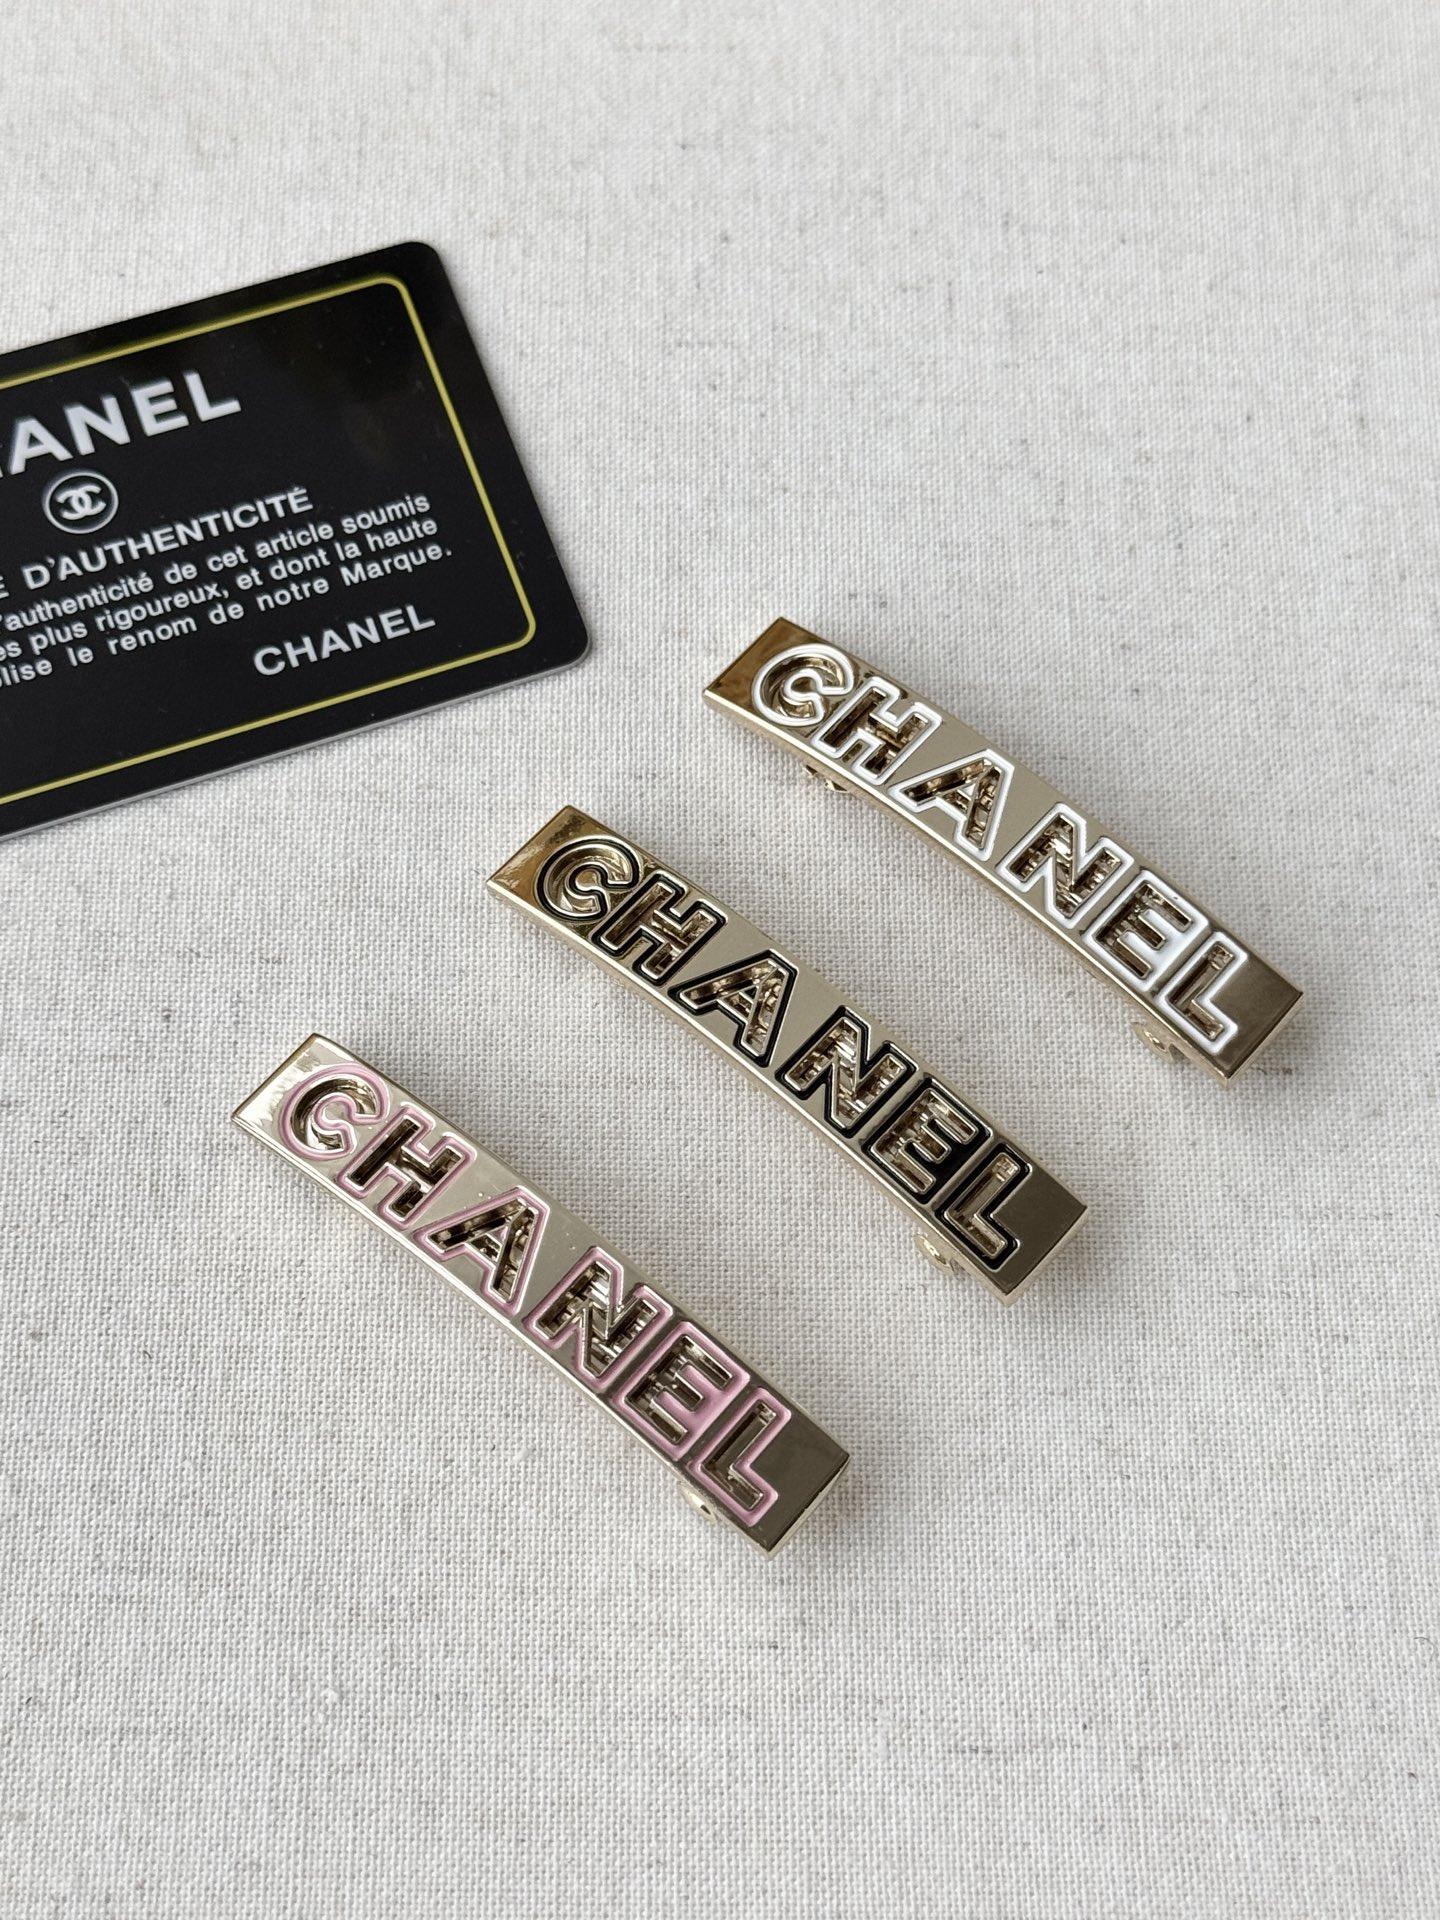 HANEL
E D'AUTHENTICITÉ
'authenticité de cet article soumis
es plus rigoureux, et dont la haute
lise le renom de notre Marque.
CHANEL
CHANEL
CHANEL
CHANEL